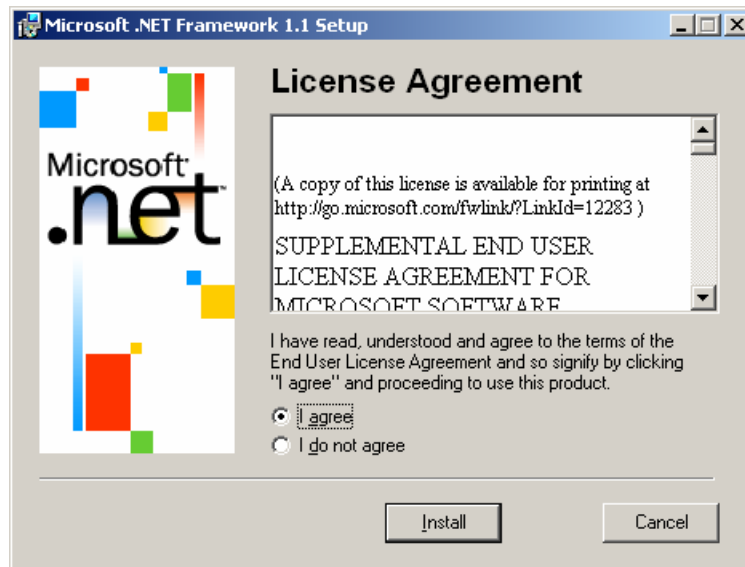 Microsoft .NET Framework 1.1 Setup
License Agreement
Microsoft
.net™
(A copy of this license is available for printing at
http://go.microsoft.com/fwlink/?LinkId=12283 )
SUPPLEMENTAL END USER
LICENSE AGREEMENT FOR
MICROSOFT SOFTWARE
I have read, understood and agree to the terms of the
End User License Agreement and so signify by clicking
"I agree" and proceeding to use this product.
I agree
I do not agree
Install
Cancel